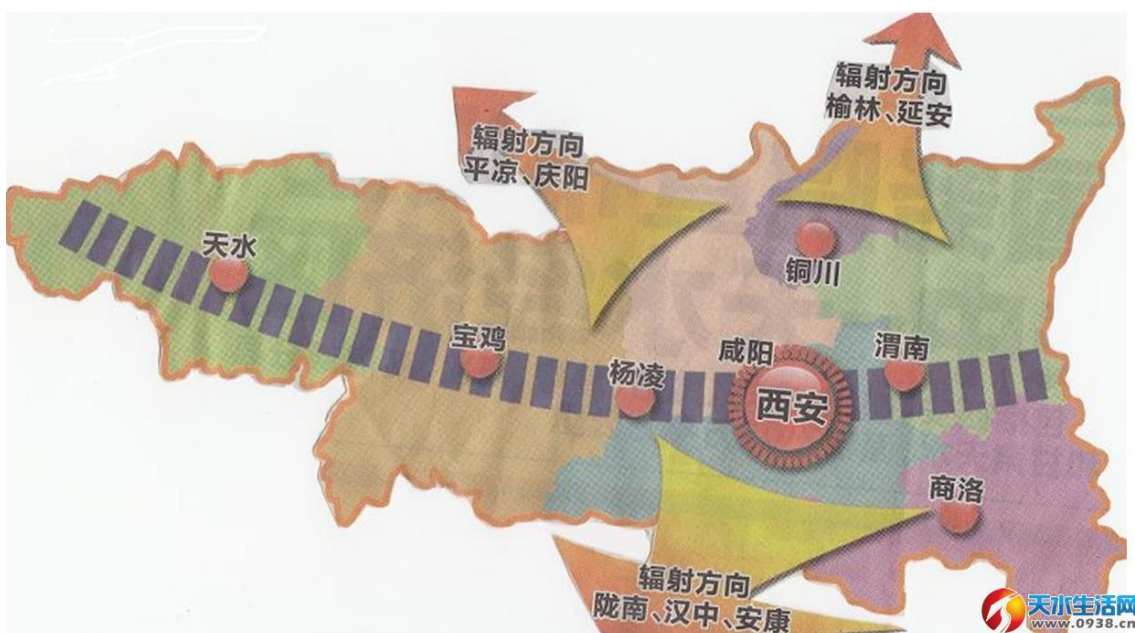 辐射方向
榆林、延安
辐射方向
平凉、庆阳
天水
铜川
宝鸡
咸阳
渭南
杨凌
西安
商洛
辐射方向
陇南、汉中、安康
天水生活网
www.0938.cn